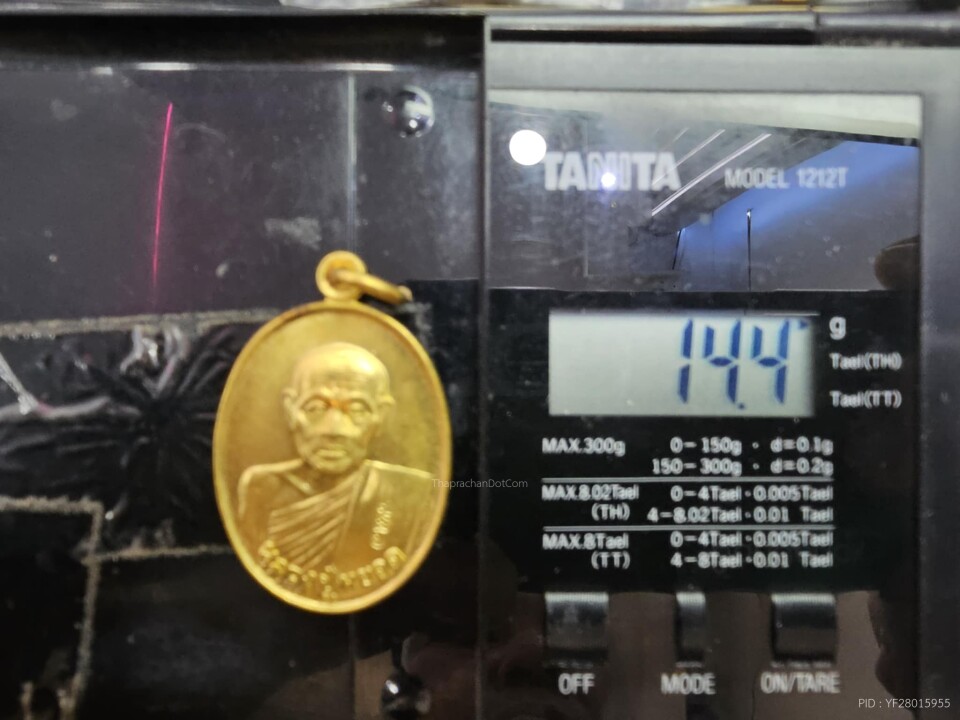 TANITA MODEL 1212T
14.4 g
Tael(TH)
Tael(TT)
MAX.300g 0-150g · d=0.1g
150-300g · d=0.2g
MAX.8.02Tael 0-4Tael·0.005Tael
(TH) 4-8.02Tael·0.01 Tael
MAX.8Tael 0-4Tael·0.005Tael
(TT) 4-8Tael·0.01 Tael
OFF MODE ON/TARE
ThaprachanDotCom
PID : YF28015955